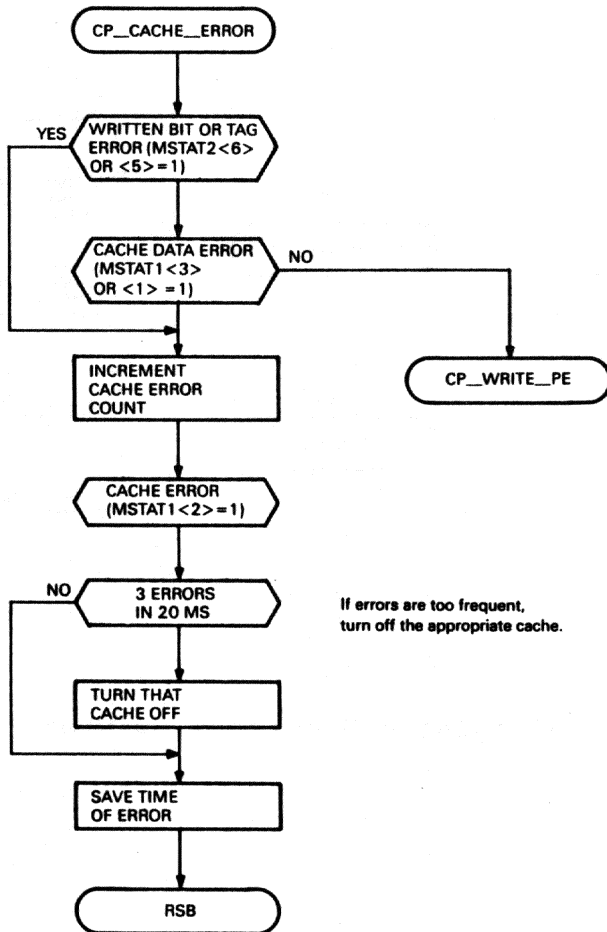 CP__CACHE__ERROR
YES
WRITTEN BIT OR TAG
ERROR (MSTAT2<6>
OR <5>=1)
CACHE DATA ERROR
(MSTAT1<3>
OR <1> =1)
NO
CP__WRITE__PE
INCREMENT
CACHE ERROR
COUNT
CACHE ERROR
(MSTAT1<2>=1)
NO
3 ERRORS
IN 20 MS
If errors are too frequent,
turn off the appropriate cache.
TURN THAT
CACHE OFF
SAVE TIME
OF ERROR
RSB